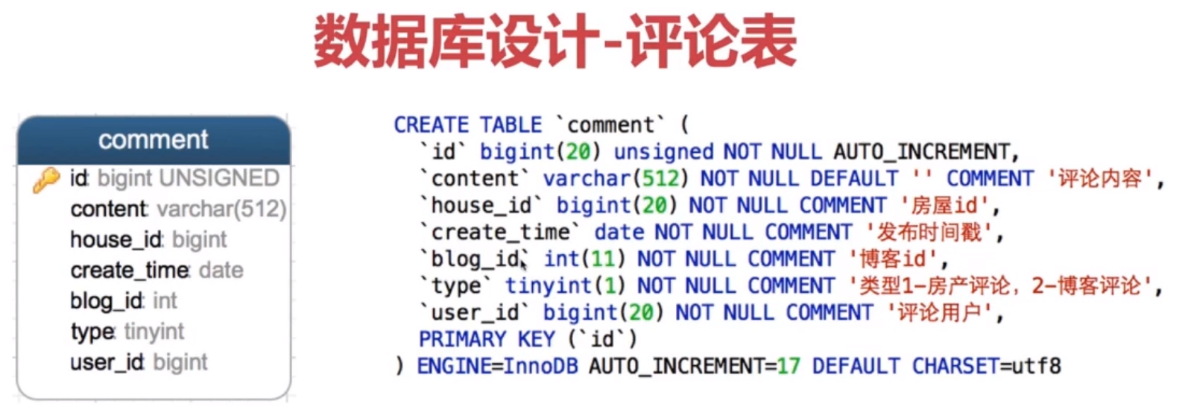 数据库设计-评论表
comment
id: bigint UNSIGNED
content: varchar(512)
house_id: bigint
create_time: date
blog_id: int
type: tinyint
user_id: bigint
CREATE TABLE `comment` (
`id` bigint(20) unsigned NOT NULL AUTO_INCREMENT,
`content` varchar(512) NOT NULL DEFAULT '' COMMENT '评论内容',
`house_id` bigint(20) NOT NULL COMMENT '房屋id',
`create_time` date NOT NULL COMMENT '发布时间戳',
`blog_id` int(11) NOT NULL COMMENT '博客id',
`type` tinyint(1) NOT NULL COMMENT '类型1-房产评论，2-博客评论',
`user_id` bigint(20) NOT NULL COMMENT '评论用户',
PRIMARY KEY (`id`)
) ENGINE=InnoDB AUTO_INCREMENT=17 DEFAULT CHARSET=utf8